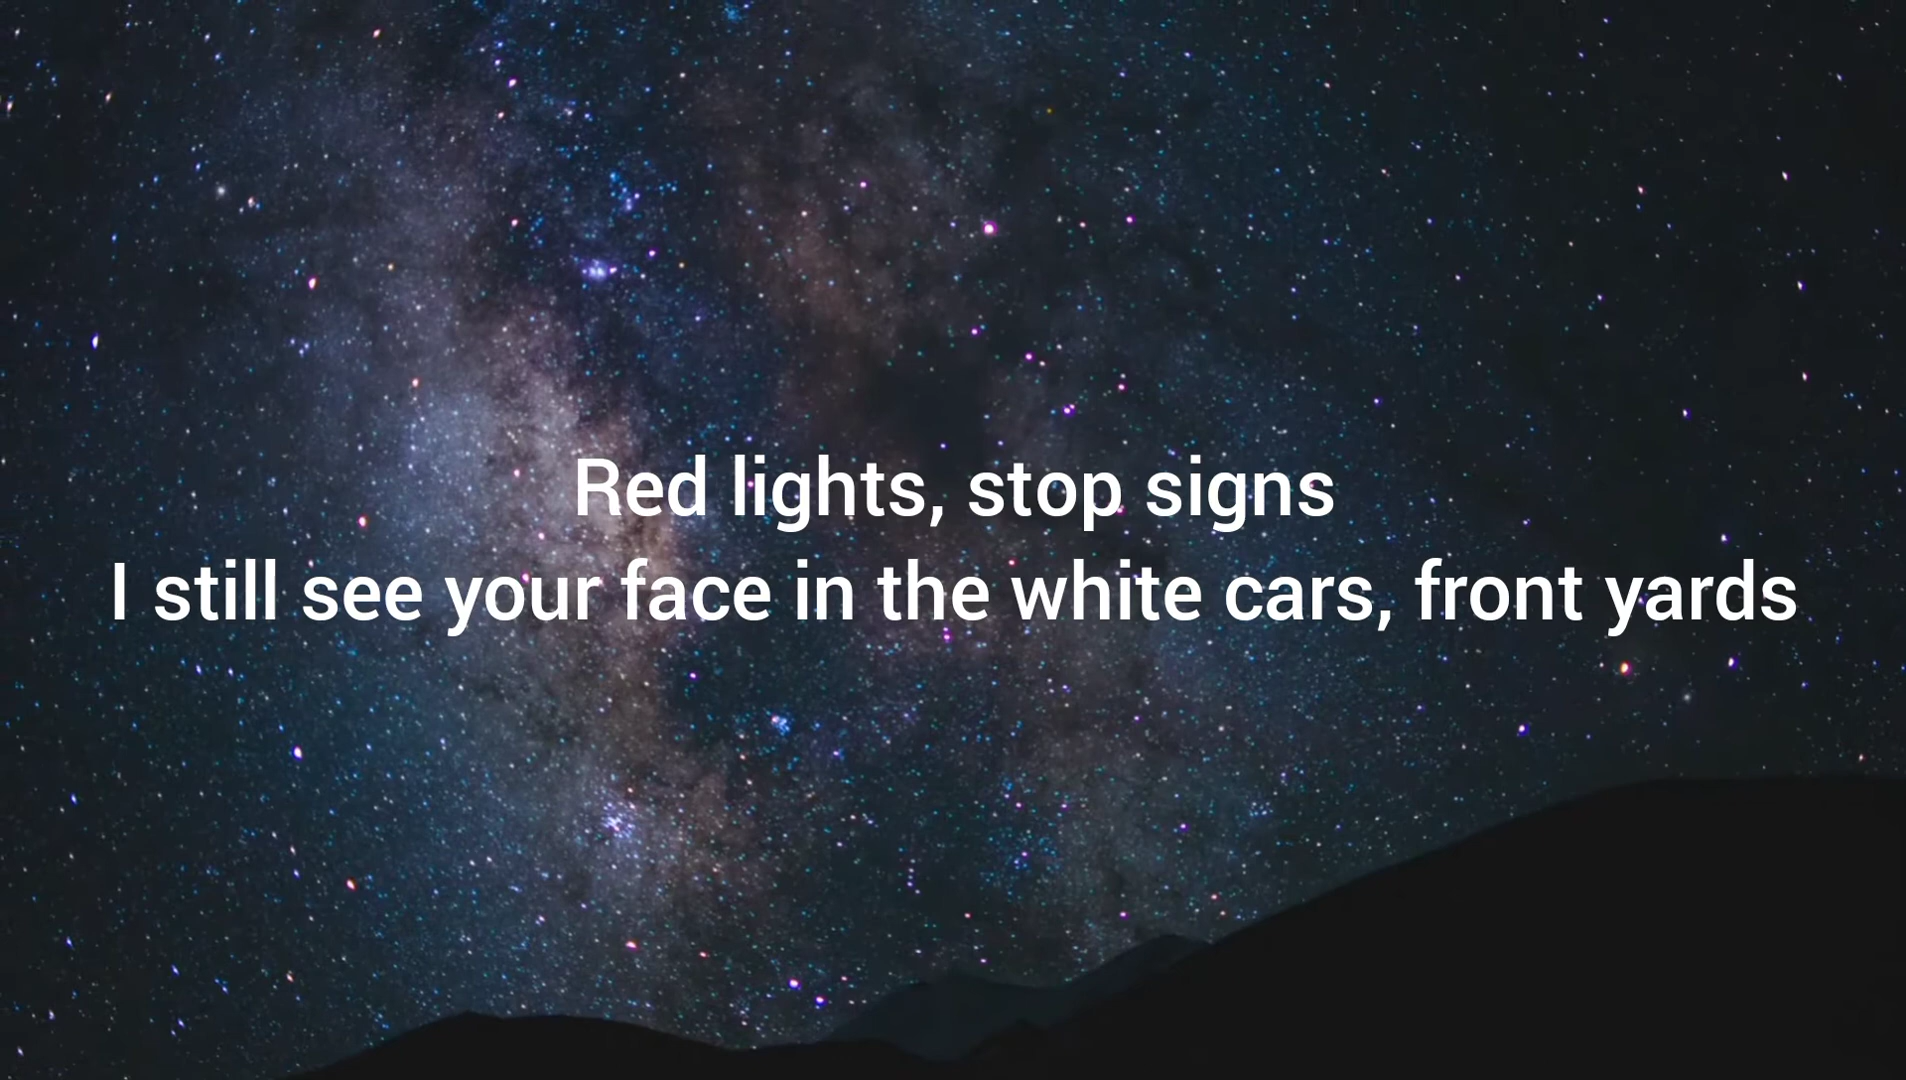 Red lights, stop signs
I still see your face in the white cars, front yards